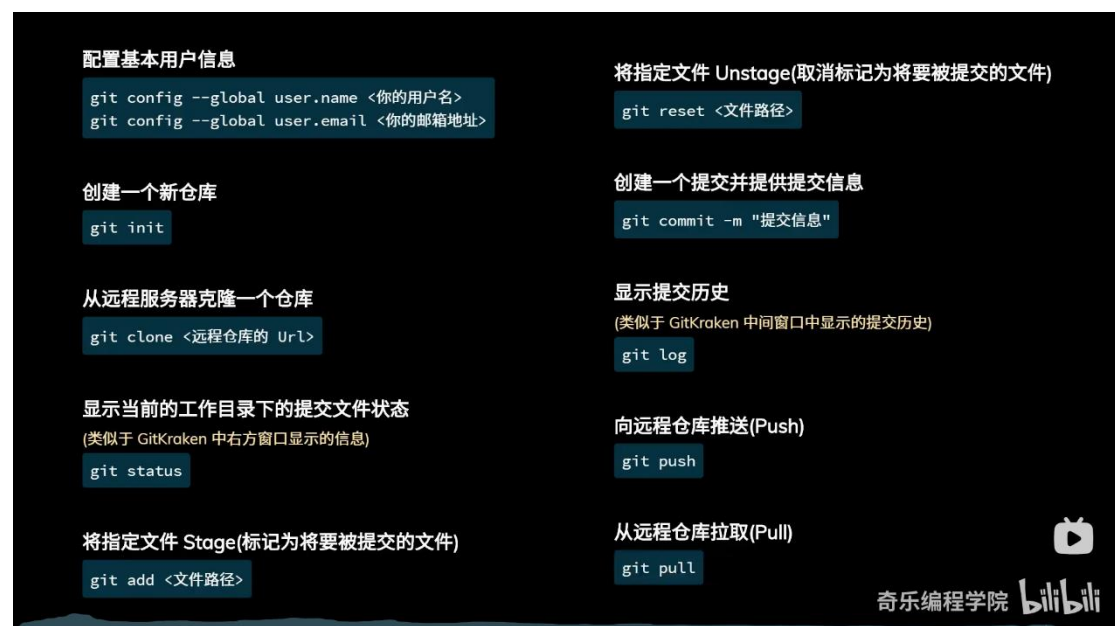 配置基本用户信息
git config --global user.name <你的用户名>
git config --global user.email <你的邮箱地址>
创建一个新仓库
git init
从远程服务器克隆一个仓库
git clone <远程仓库的 Url>
显示当前的工作目录下的提交文件状态
(类似于 GitKraken 中右方窗口显示的信息)
git status
将指定文件 Stage(标记为将要被提交的文件)
git add <文件路径>
将指定文件 Unstage(取消标记为将要被提交的文件)
git reset <文件路径>
创建一个提交并提供提交信息
git commit -m "提交信息"
显示提交历史
(类似于 GitKraken 中间窗口中显示的提交历史)
git log
向远程仓库推送(Push)
git push
从远程仓库拉取(Pull)
git pull
奇乐编程学院 bilibili